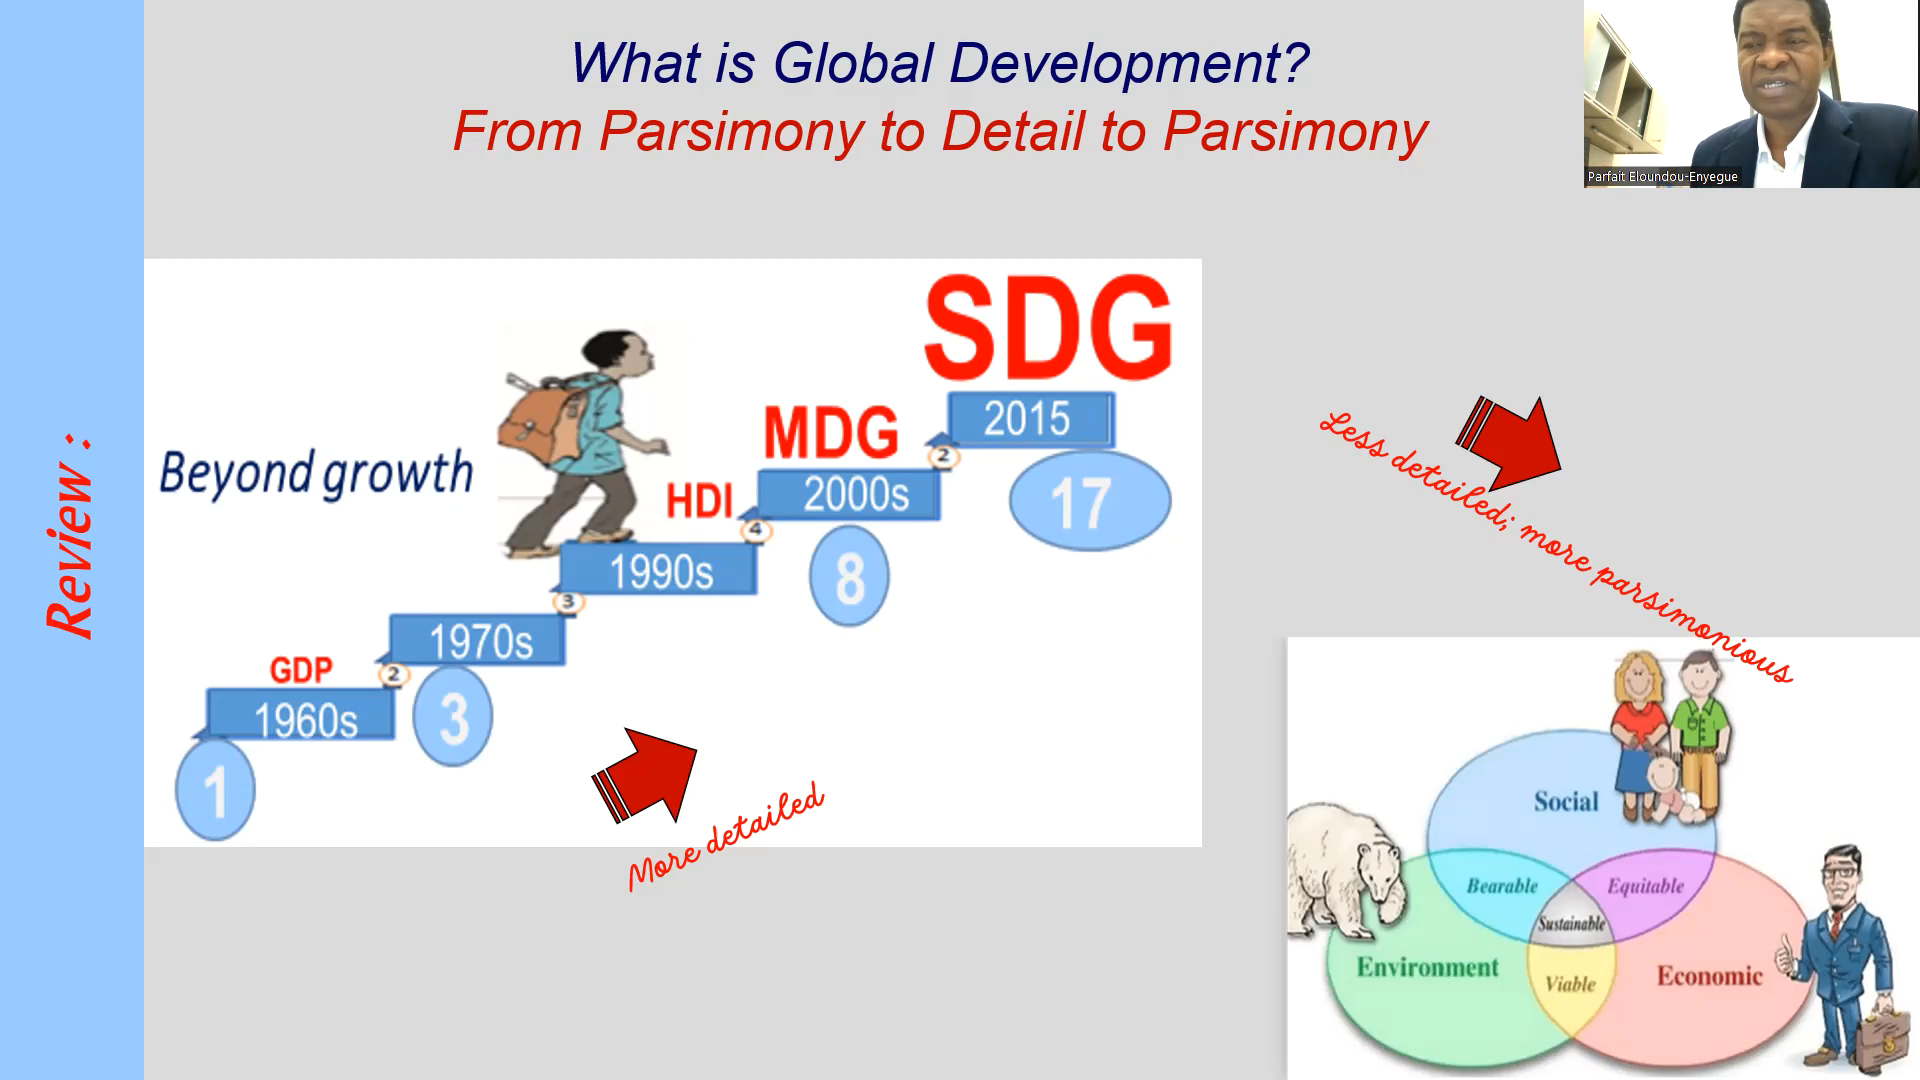 What is Global Development?
From Parsimony to Detail to Parsimony
Parfait Eloundou-Enyegue
Review :
Beyond growth
SDG
2015
2
17
MDG
2000s
4
8
HDI
1990s
3
1970s
2
3
GDP
1960s
1
More detailed
Less detailed; more parsimonious
Social
Bearable
Equitable
Sustainable
Environment
Economic
Viable